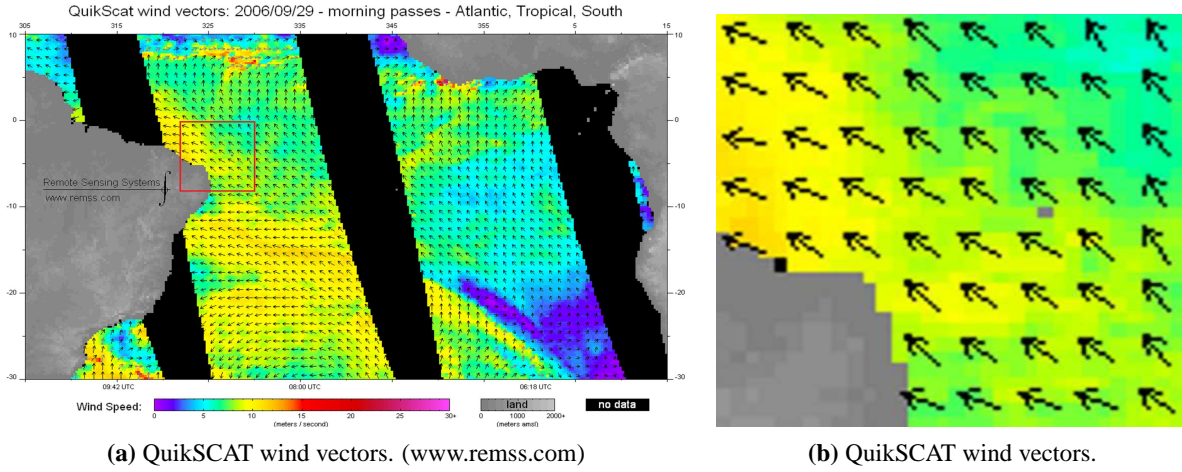 QuikScat wind vectors: 2006/09/29 - morning passes - Atlantic, Tropical, South
305 315 325 335 345 355 5 15
10 10
0 0
-10 -10
-20 -20
-30 -30
Remote Sensing Systems
www.remss.com
09:42 UTC 08:00 UTC 06:18 UTC
Wind Speed: 0 5 10 15 20 25 30+
(meters / second)
land
0 1000 2000+
(meters amsl)
no data
(a) QuikSCAT wind vectors. (www.remss.com)
(b) QuikSCAT wind vectors.